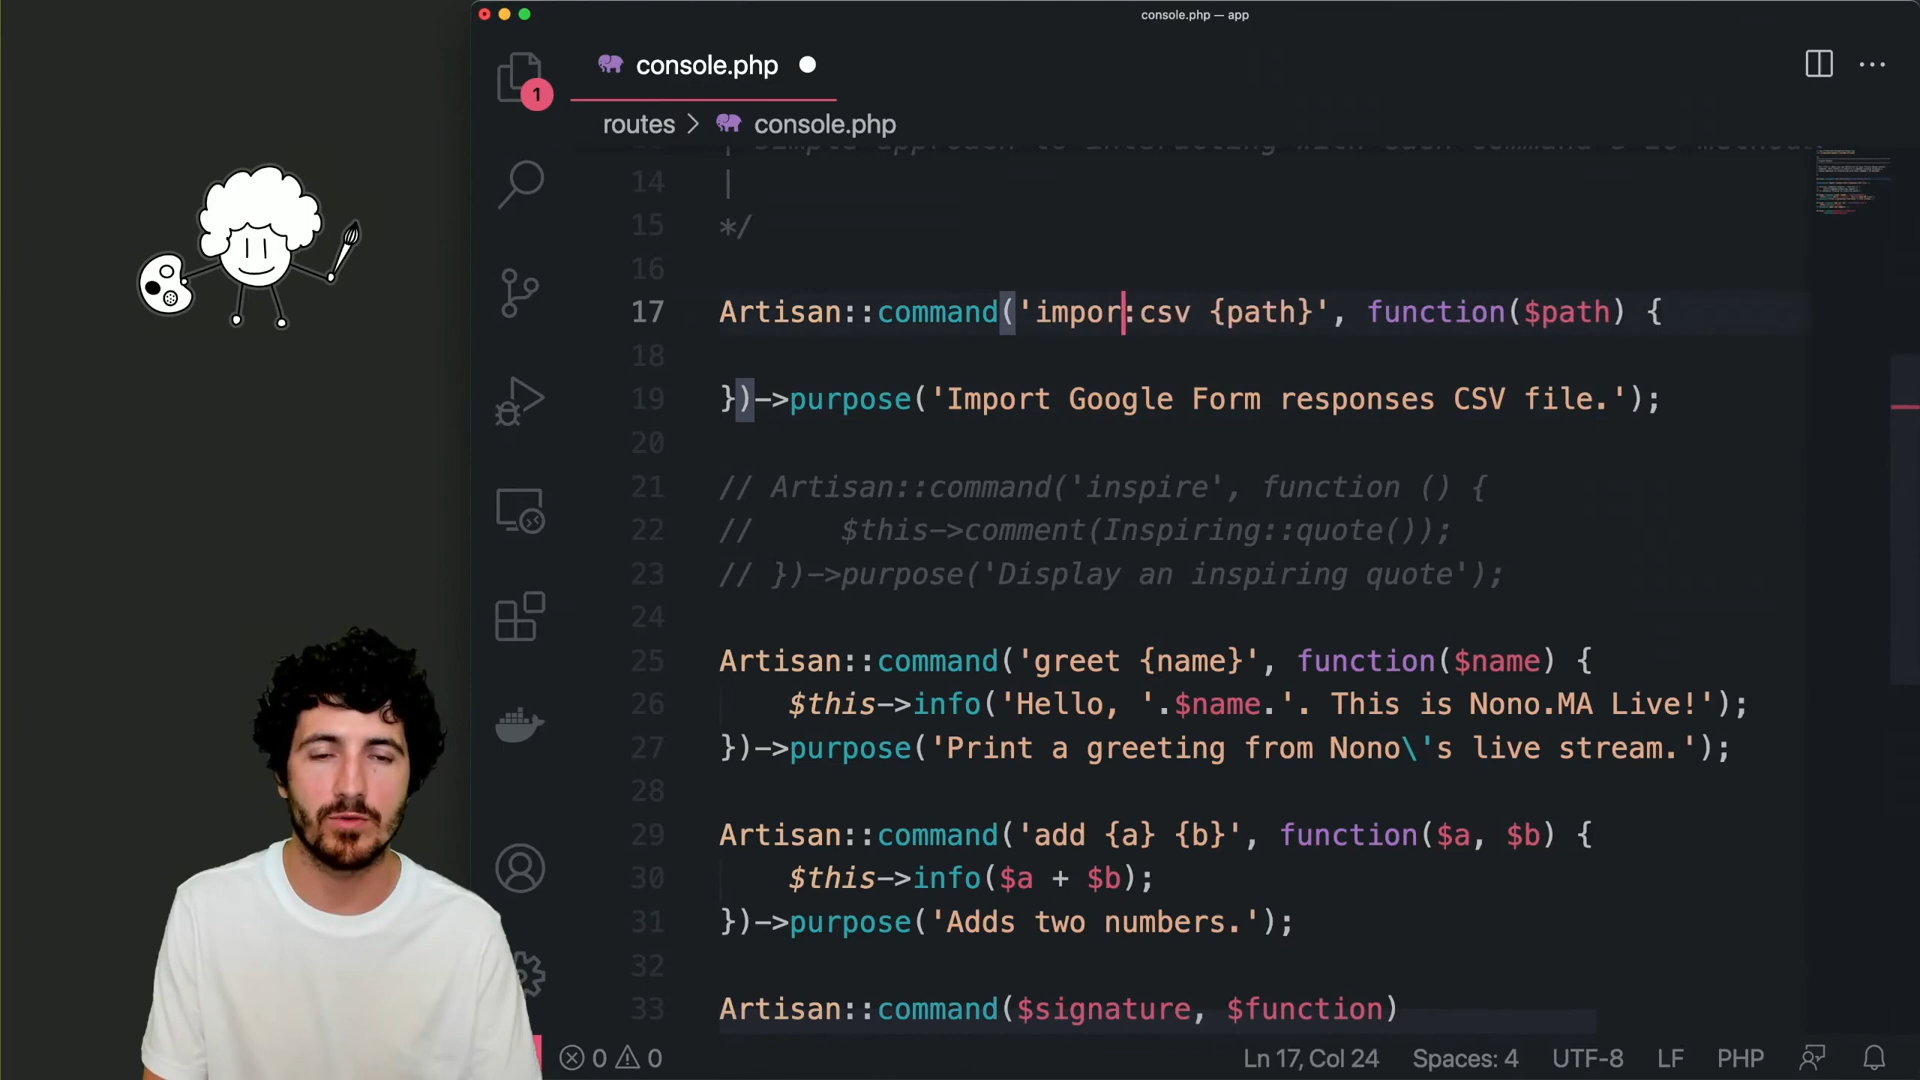 console.php — app
console.php
1
routes > console.php
14 |
15 */
16
17 Artisan::command('impor:csv {path}', function($path) {
18
19 })->purpose('Import Google Form responses CSV file.');
20
21 // Artisan::command('inspire', function () {
22 //     $this->comment(Inspiring::quote());
23 // })->purpose('Display an inspiring quote');
24
25 Artisan::command('greet {name}', function($name) {
26     $this->info('Hello, '.$name.'. This is Nono.MA Live!');
27 })->purpose('Print a greeting from Nono\'s live stream.');
28
29 Artisan::command('add {a} {b}', function($a, $b) {
30     $this->info($a + $b);
31 })->purpose('Adds two numbers.');
32
33 Artisan::command($signature, $function)
0 0 Ln 17, Col 24 Spaces: 4 UTF-8 LF PHP